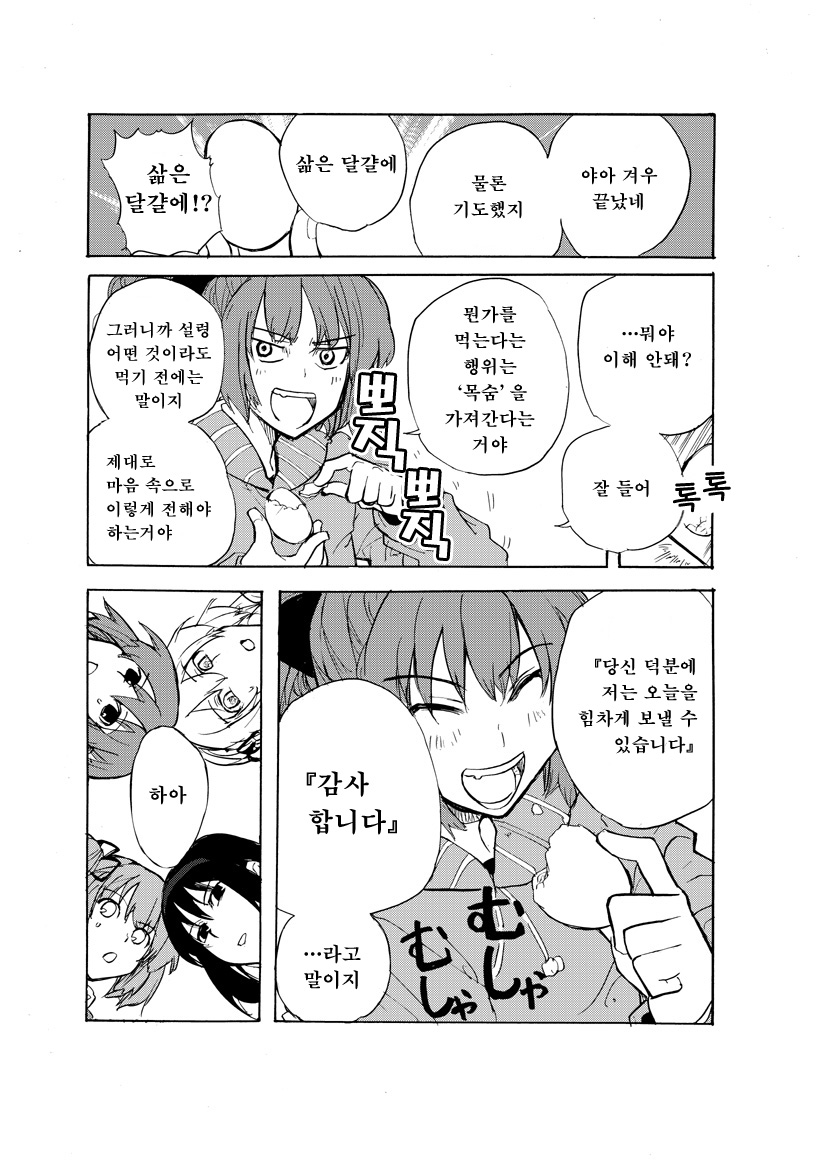 야아 겨우
끝났네
물론
기도했지
삶은 달걀에
삶은
달걀에!?
…뭐야
이해 안돼?
잘 들어
톡톡
뭔가를
먹는다는
행위는
‘목숨’을
가져간다는
거야
뽀직
뽀직
그러니까 설령
어떤 것이라도
먹기 전에는
말이지
제대로
마음 속으로
이렇게 전해야
하는거야
『당신 덕분에
저는 오늘을
힘차게 보낼 수
있습니다』
『감사
합니다』
むしゃ
むしゃ
…라고
말이지
하아